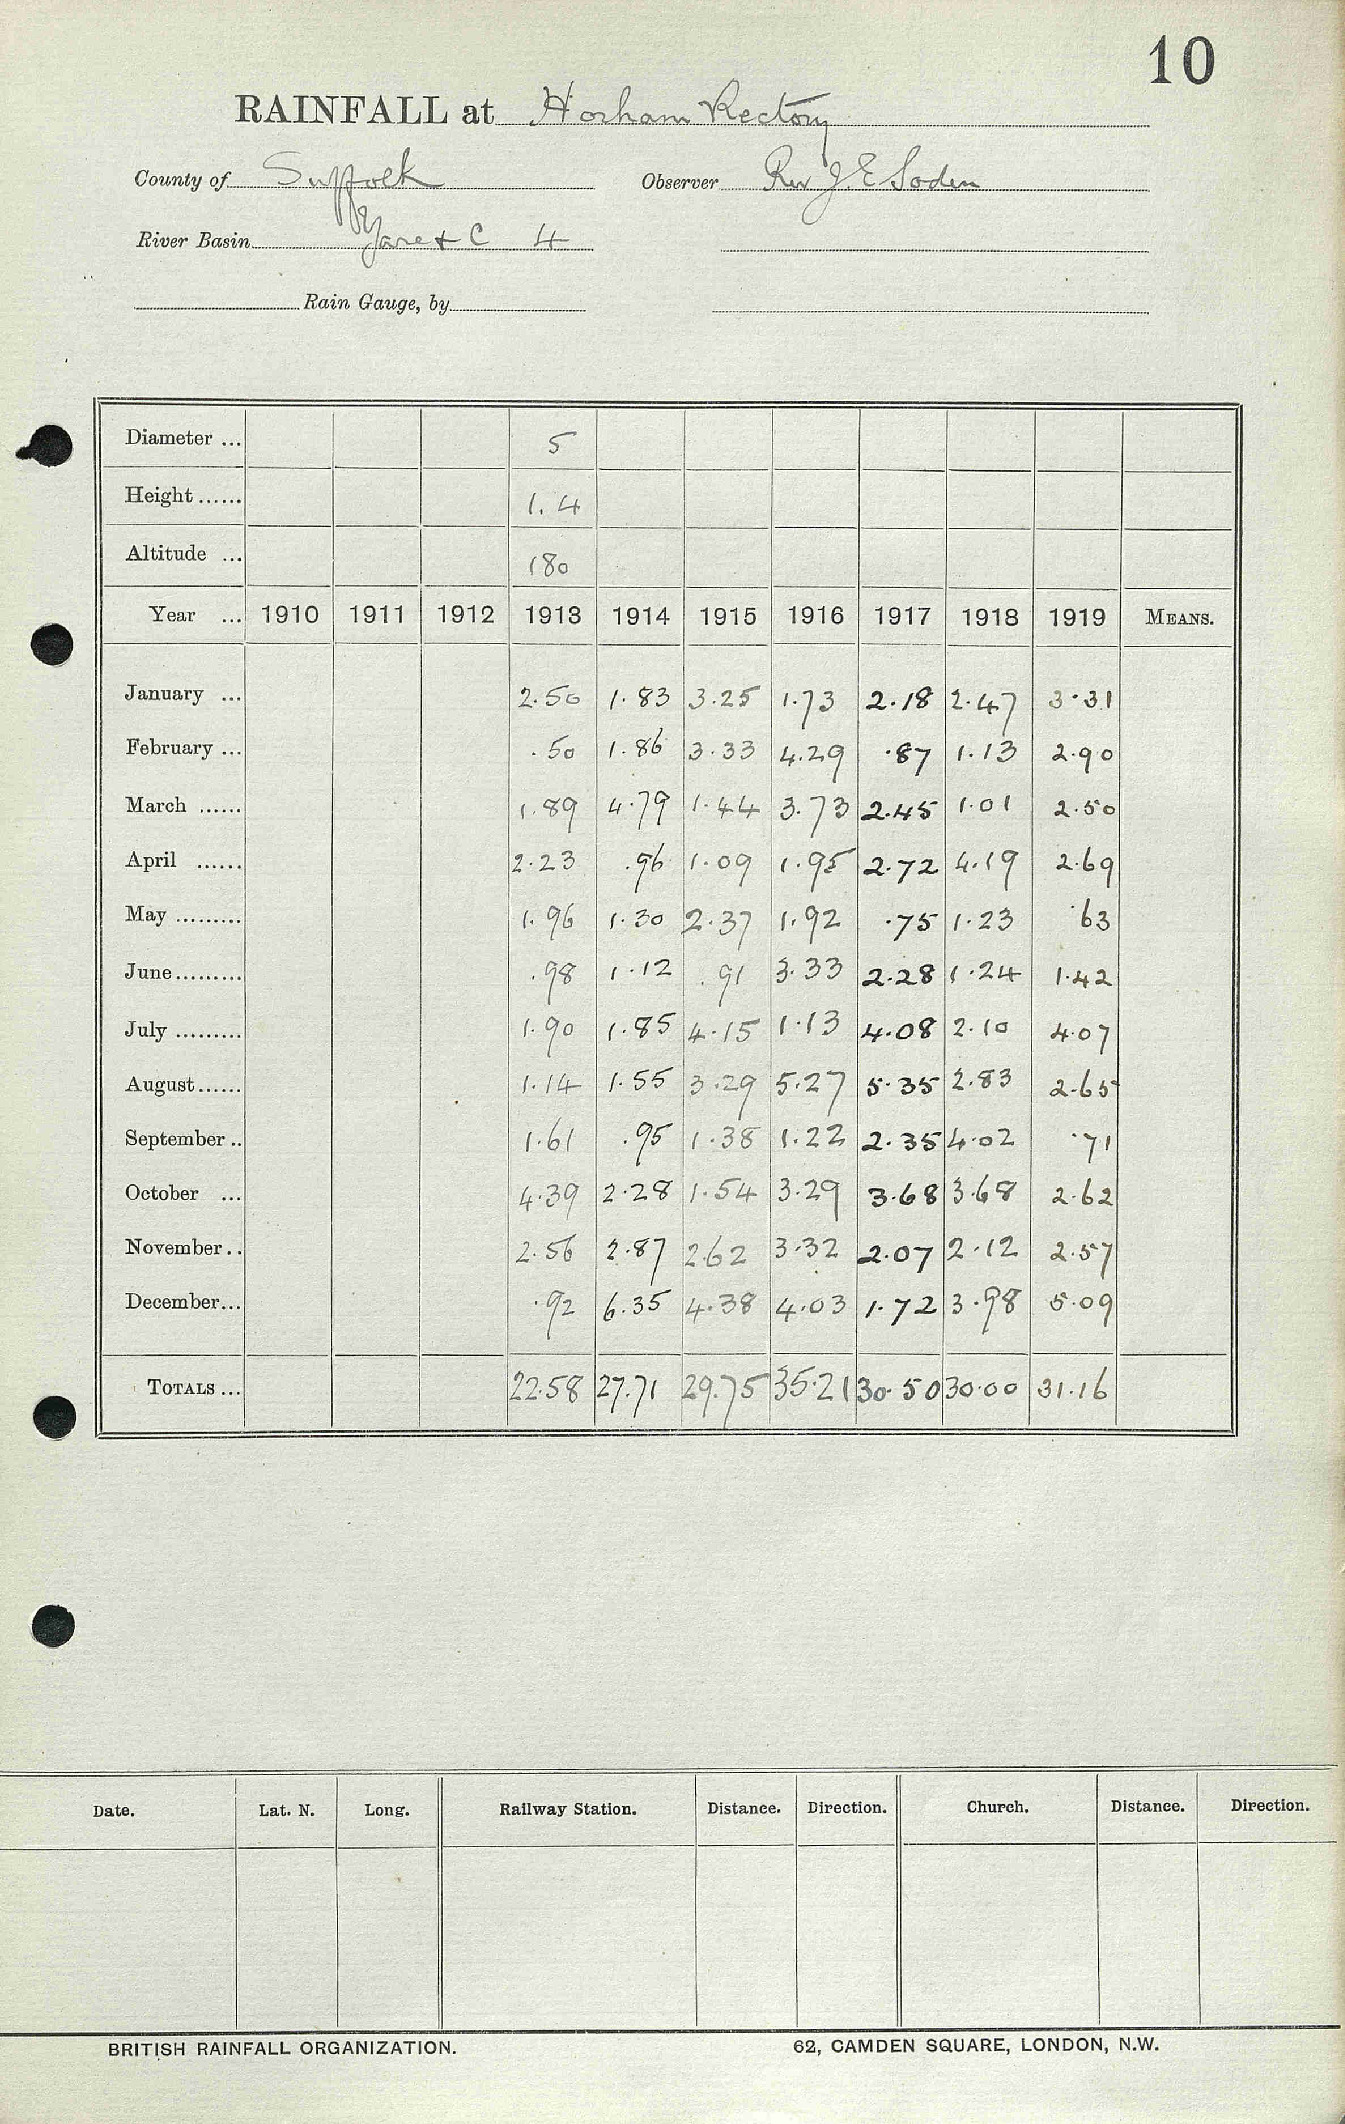 10
RAINFALL at Horham Rectory
County of Suffolk Observer Rev J. E Soden
River Basin Yare & C 4
Rain Gauge, by
Diameter ... 5
Height ...... 1.4
Altitude ... 180
Year ... 1910 1911 1912 1913 1914 1915 1916 1917 1918 1919 MEANS.
January ... 2.50 1.83 3.25 1.73 2.18 2.47 3.31
February ... .50 1.86 3.33 4.29 .87 1.13 2.90
March ...... 1.89 4.79 1.44 3.73 2.45 1.01 2.50
April ...... 2.23 .96 1.09 1.95 2.72 4.19 2.69
May ......... 1.96 1.30 2.37 1.92 .75 1.23 .63
June......... .98 1.12 .91 3.33 2.28 1.24 1.42
July ......... 1.90 1.85 4.15 1.13 4.08 2.10 4.07
August...... 1.14 1.55 3.29 5.27 5.35 2.83 2.65
September .. 1.61 .95 1.38 1.22 2.35 4.02 .71
October ... 4.39 2.28 1.54 3.29 3.68 3.68 2.62
November .. 2.56 2.87 2.62 3.32 2.07 2.12 2.57
December... .92 6.35 4.38 4.03 1.72 3.98 5.09
TOTALS ... 22.58 27.71 29.75 35.21 30.50 30.00 31.16
Date. Lat. N. Long. Railway Station. Distance. Direction. Church. Distance. Direction.
BRITISH RAINFALL ORGANIZATION. 62, CAMDEN SQUARE, LONDON, N.W.